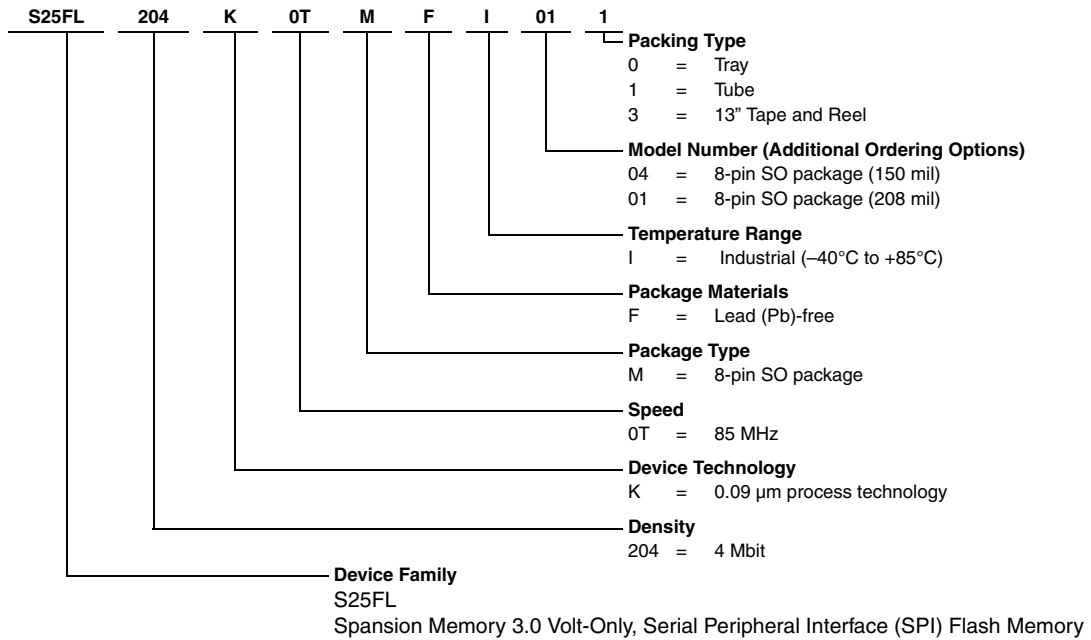 S25FL 204 K 0T M F I 01 1
Packing Type
0 = Tray
1 = Tube
3 = 13” Tape and Reel
Model Number (Additional Ordering Options)
04 = 8-pin SO package (150 mil)
01 = 8-pin SO package (208 mil)
Temperature Range
I = Industrial (–40°C to +85°C)
Package Materials
F = Lead (Pb)-free
Package Type
M = 8-pin SO package
Speed
0T = 85 MHz
Device Technology
K = 0.09 µm process technology
Density
204 = 4 Mbit
Device Family
S25FL
Spansion Memory 3.0 Volt-Only, Serial Peripheral Interface (SPI) Flash Memory